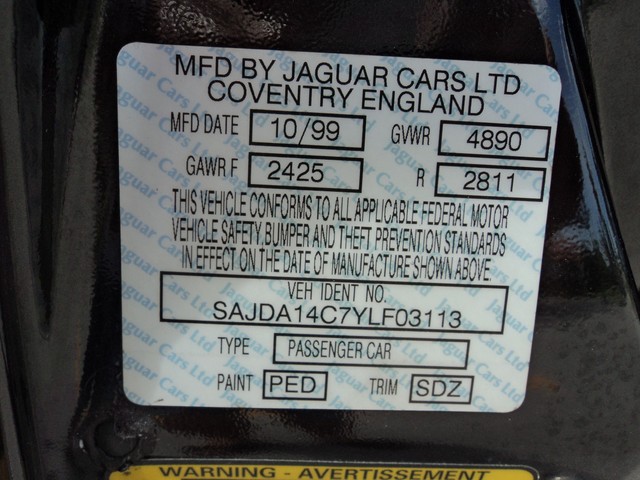 MFD BY JAGUAR CARS LTD
COVENTRY ENGLAND
MFD DATE 10/99 GVWR 4890
GAWR F 2425 R 2811
THIS VEHICLE CONFORMS TO ALL APPLICABLE FEDERAL MOTOR
VEHICLE SAFETY, BUMPER AND THEFT PREVENTION STANDARDS
IN EFFECT ON THE DATE OF MANUFACTURE SHOWN ABOVE.
VEH IDENT NO.
SAJDA14C7YLF03113
TYPE PASSENGER CAR
PAINT PED TRIM SDZ
WARNING - AVERTISSEMENT